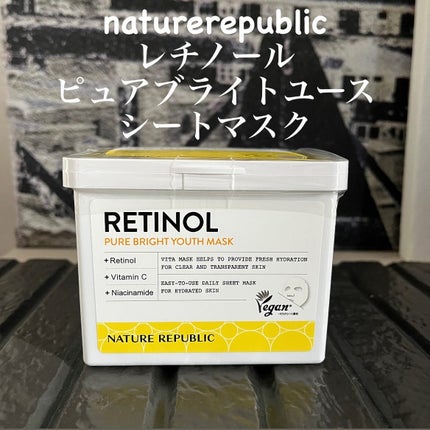 naturerepublic
レチノール
ピュアブライトユース
シートマスク
RETINOL
PURE BRIGHT YOUTH MASK
+ Retinol
+ Vitamin C
+ Niacinamide
VITA MASK HELPS TO PROVIDE FRESH HYDRATION
FOR CLEAR AND TRANSPARENT SKIN
EASY-TO-USE DAILY SHEET MASK
FOR HYDRATED SKIN
Vegan
NATURE REPUBLIC